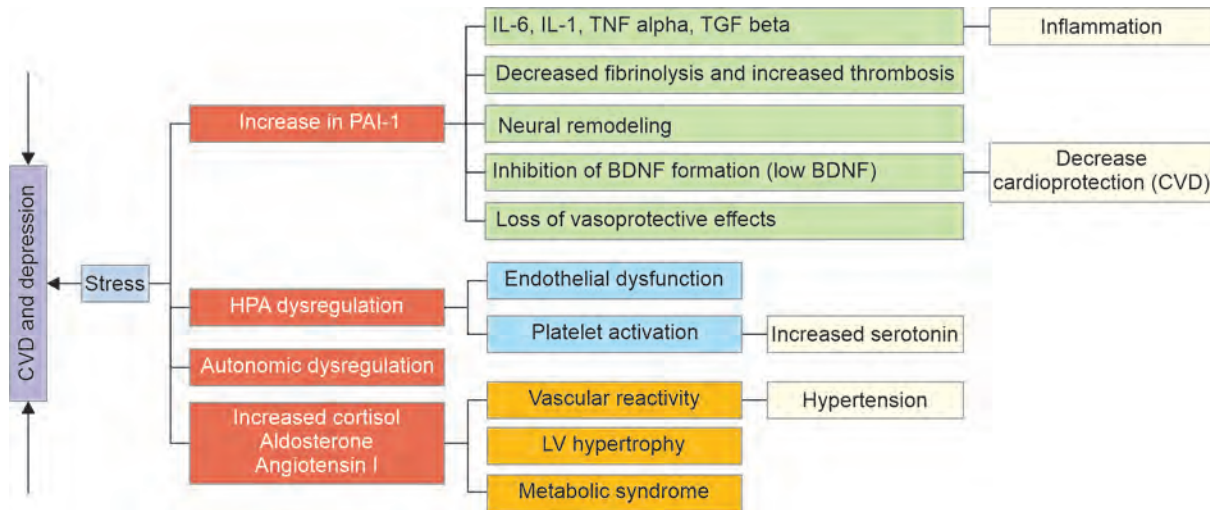 CVD and depression
Stress
Increase in PAI-1
HPA dysregulation
Autonomic dysregulation
Increased cortisol
Aldosterone
Angiotensin I
IL-6, IL-1, TNF alpha, TGF beta
Decreased fibrinolysis and increased thrombosis
Neural remodeling
Inhibition of BDNF formation (low BDNF)
Loss of vasoprotective effects
Endothelial dysfunction
Platelet activation
Vascular reactivity
LV hypertrophy
Metabolic syndrome
Inflammation
Decrease
cardioprotection (CVD)
Increased serotonin
Hypertension